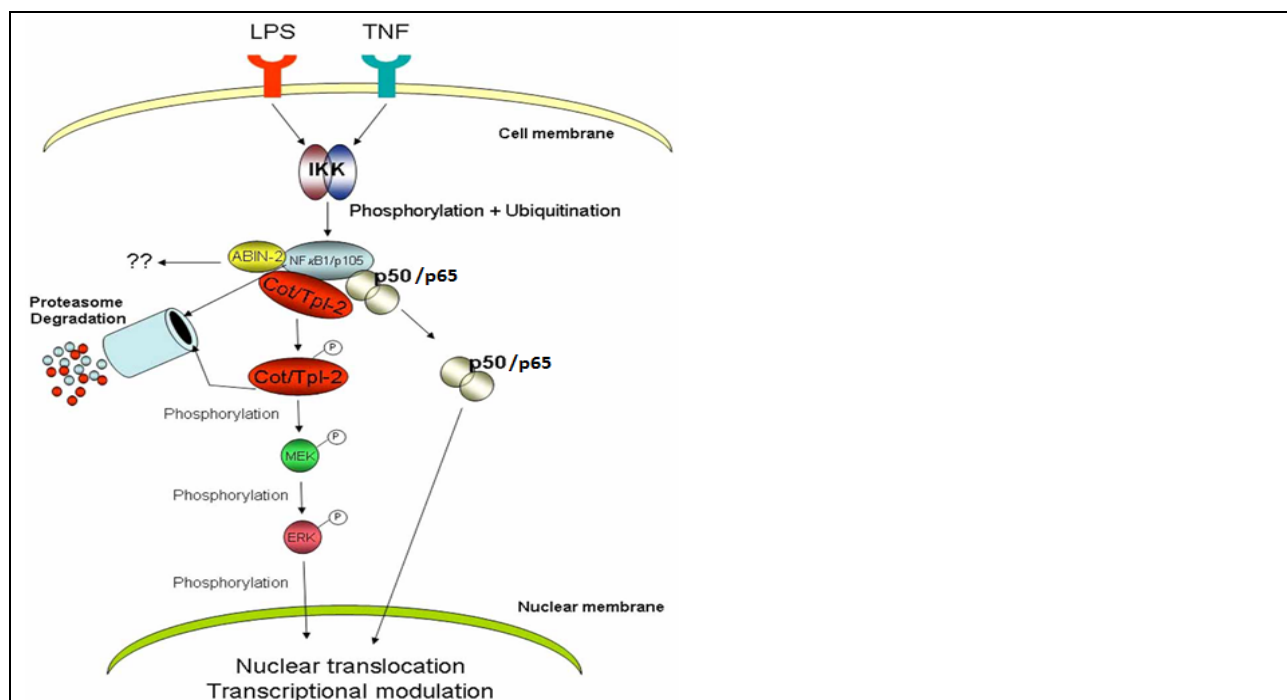 LPS TNF
Cell membrane
IKK
Phosphorylation + Ubiquitination
ABIN-2
NFκB1/p105
??
p50/p65
Cot/Tpl-2
Proteasome
Degradation
P
p50/p65
Cot/Tpl-2
Phosphorylation
P
MEK
Phosphorylation
P
ERK
Phosphorylation
Nuclear membrane
Nuclear translocation
Transcriptional modulation